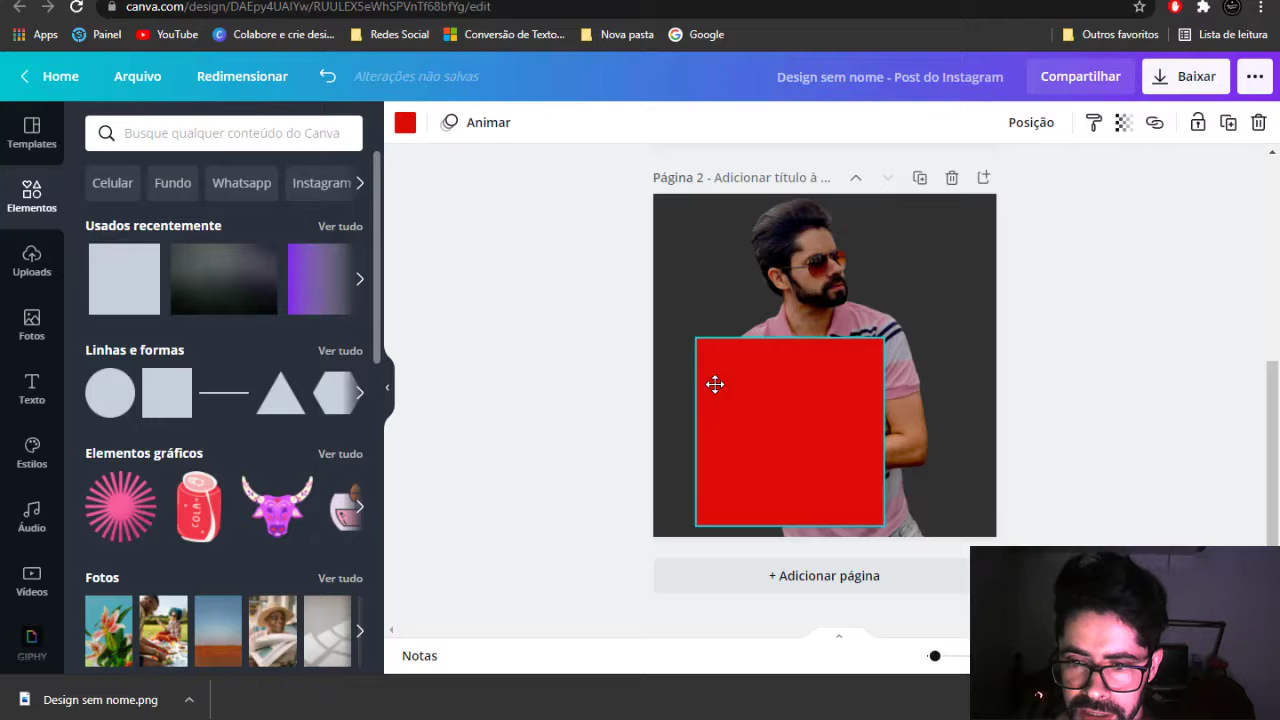 canva.com/design/DAEpy4UAIYw/RUULEX5eWhSPVnTf68bfYg/edit
Apps Painel YouTube Colabore e crie desi... Redes Social Conversão de Texto... Nova pasta Google Outros favoritos Lista de leitura
Home Arquivo Redimensionar Alterações não salvas Design sem nome - Post do Instagram Compartilhar Baixar
Templates
Elementos
Uploads
Fotos
Texto
Estilos
Áudio
Vídeos
GIPHY
Busque qualquer conteúdo do Canva
Celular Fundo Whatsapp Instagram
Usados recentemente Ver tudo
Linhas e formas Ver tudo
Elementos gráficos Ver tudo
COLA
Fotos Ver tudo
Animar Posição
Página 2 - Adicionar título à ...
+ Adicionar página
Notas
Design sem nome.png